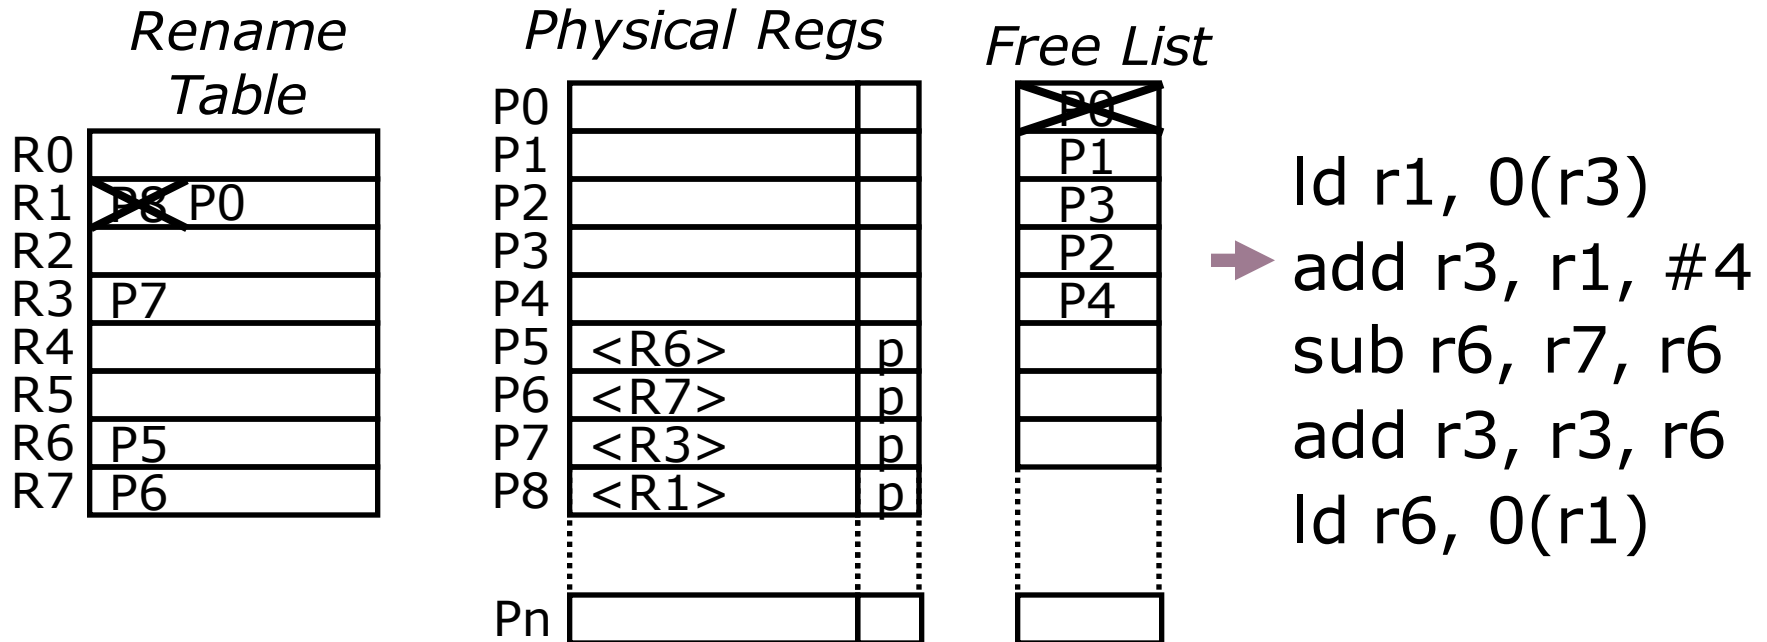 Rename
Table
R0
R1 P8 P0
R2
R3 P7
R4
R5
R6 P5
R7 P6
Physical Regs
P0
P1
P2
P3
P4
P5 <R6> p
P6 <R7> p
P7 <R3> p
P8 <R1> p
Pn
Free List
P0
P1
P3
P2
P4
ld r1, 0(r3)
add r3, r1, #4
sub r6, r7, r6
add r3, r3, r6
ld r6, 0(r1)